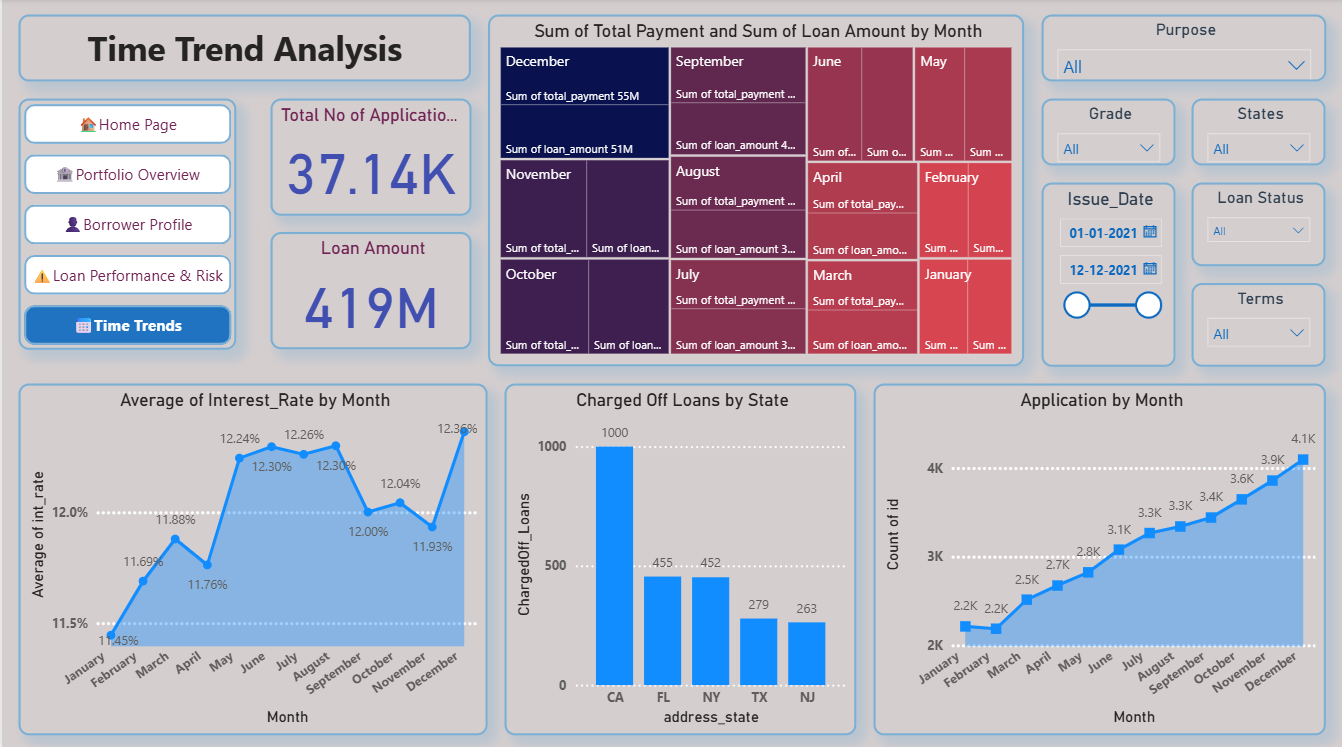 Time Trend Analysis
🏠Home Page
🏦Portfolio Overview
👤Borrower Profile
⚠️Loan Performance & Risk
📅Time Trends
Total No of Applicatio...
37.14K
Loan Amount
419M
Sum of Total Payment and Sum of Loan Amount by Month
December
Sum of total_payment 55M
Sum of loan_amount 51M
November
Sum of total_...
Sum of loan...
October
Sum of total_...
Sum of loan...
September
Sum of total_payment ...
Sum of loan_amount 4...
August
Sum of total_payment ...
Sum of loan_amount 3...
July
Sum of total_payment ...
Sum of loan_amount 3...
June
Sum of...
Sum o...
May
Sum ...
Sum ...
April
Sum of total_pay...
Sum of loan_amo...
March
Sum of total_pay...
Sum of loan_amo...
February
Sum ...
Sum...
January
Sum ...
Sum ...
Purpose
All
Grade
All
States
All
Issue_Date
01-01-2021
12-12-2021
Loan Status
All
Terms
All
Average of Interest_Rate by Month
Average of int_rate
12.0%
11.5%
11.45%
11.69%
11.88%
11.76%
12.24%
12.30%
12.26%
12.30%
12.00%
12.04%
11.93%
12.36%
January
February
March
April
May
June
July
August
September
October
November
December
Month
Charged Off Loans by State
ChargedOff_Loans
1000
500
0
1000
455
452
279
263
CA
FL
NY
TX
NJ
address_state
Application by Month
Count of id
4K
3K
2K
2.2K
2.2K
2.5K
2.7K
2.8K
3.1K
3.3K
3.3K
3.4K
3.6K
3.9K
4.1K
January
February
March
April
May
June
July
August
September
October
November
December
Month